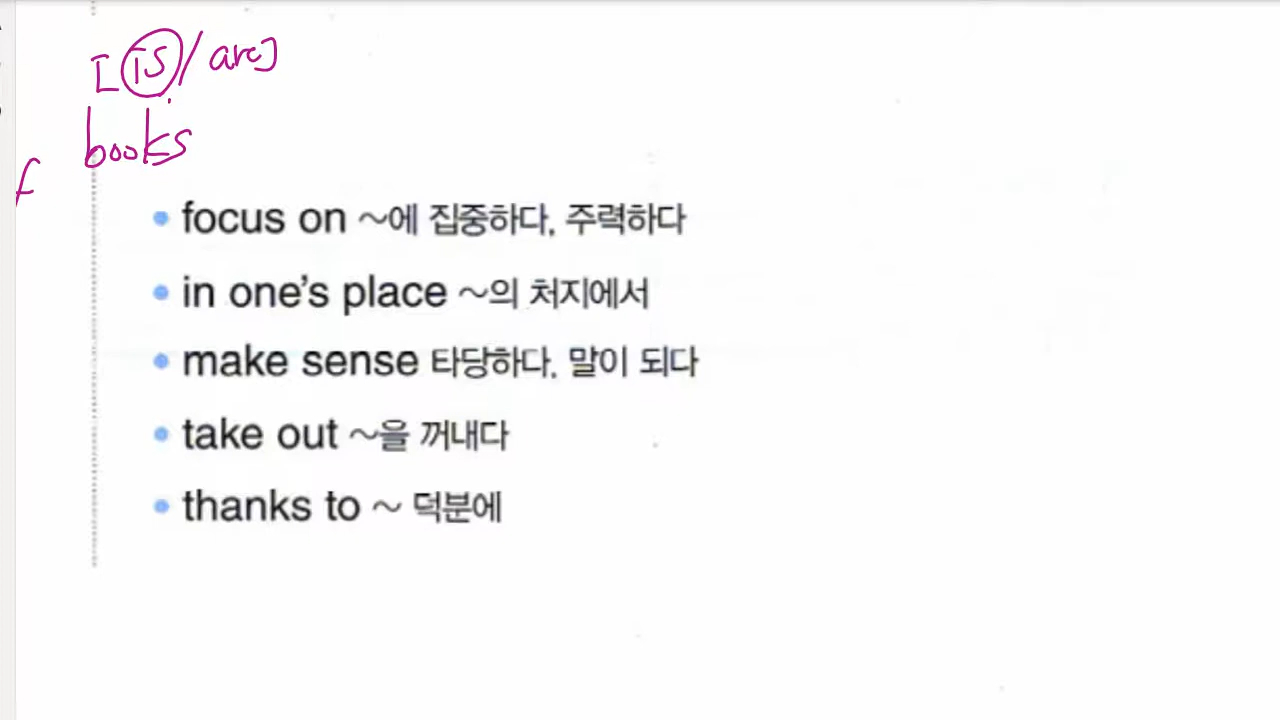 [is / are]
books
f
• focus on ~에 집중하다, 주력하다
• in one's place ~의 처지에서
• make sense 타당하다, 말이 되다
• take out ~을 꺼내다
• thanks to ~ 덕분에